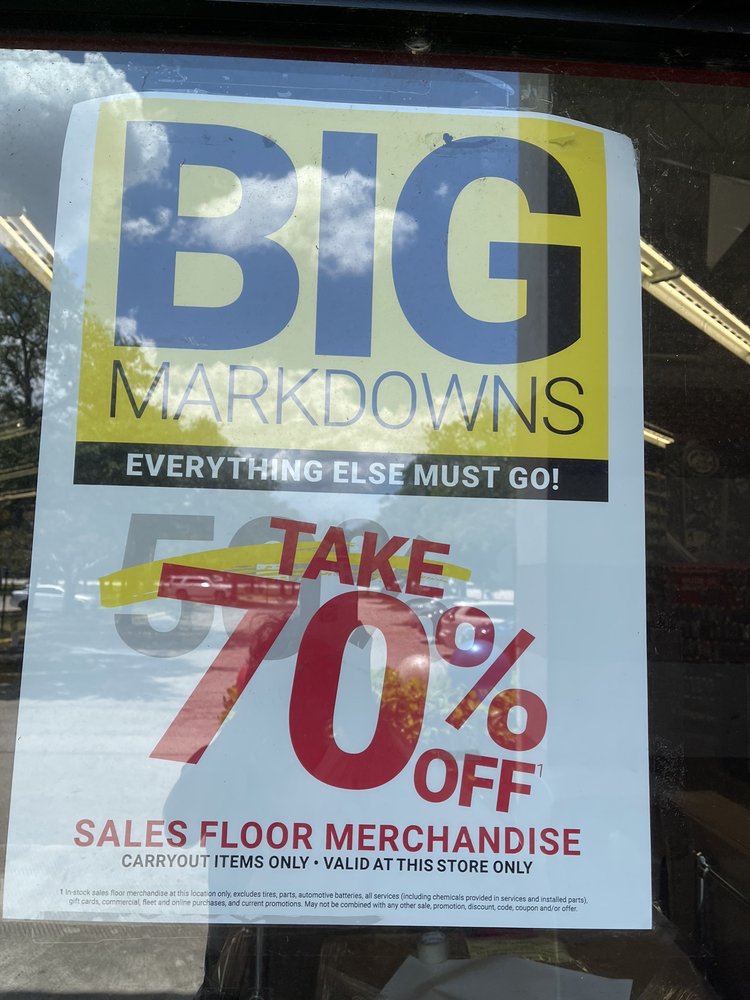 BIG
MARKDOWNS
EVERYTHING ELSE MUST GO!
50%
TAKE
70%
OFF¹
SALES FLOOR MERCHANDISE
CARRYOUT ITEMS ONLY • VALID AT THIS STORE ONLY
1 In-stock sales floor merchandise at this location only, excludes tires, parts, automotive batteries, all services (including chemicals provided in services and installed parts),
gift cards, commercial, fleet and online purchases, and current promotions. May not be combined with any other sale, promotion, discount, code, coupon and/or offer.